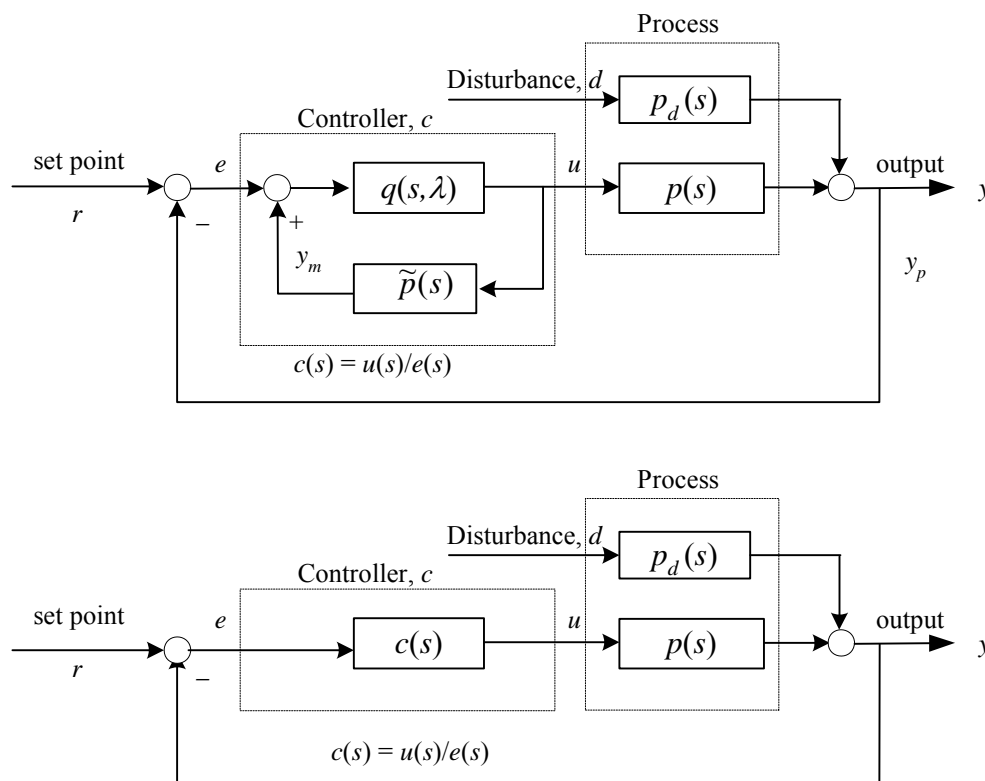 Process
Disturbance, d
p_d(s)
Controller, c
set point
e
q(s,λ)
u
p(s)
output
y
r
−
+
y_m
p̃(s)
y_p
c(s) = u(s)/e(s)
Process
Disturbance, d
p_d(s)
Controller, c
set point
e
c(s)
u
p(s)
output
y
r
−
c(s) = u(s)/e(s)